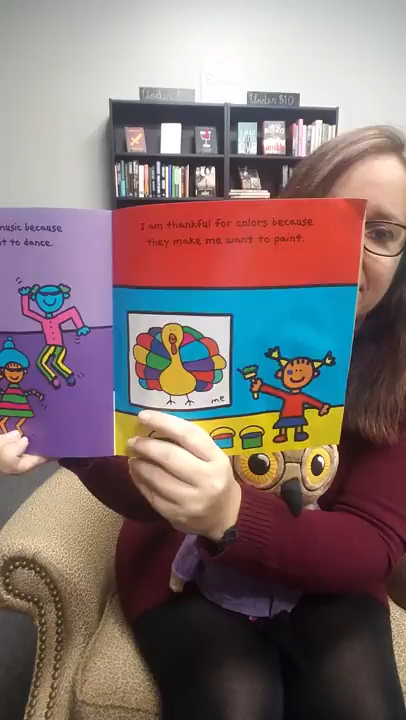 music because
to dance.
I am thankful for colors because
they make me want to paint.
me
Under $10